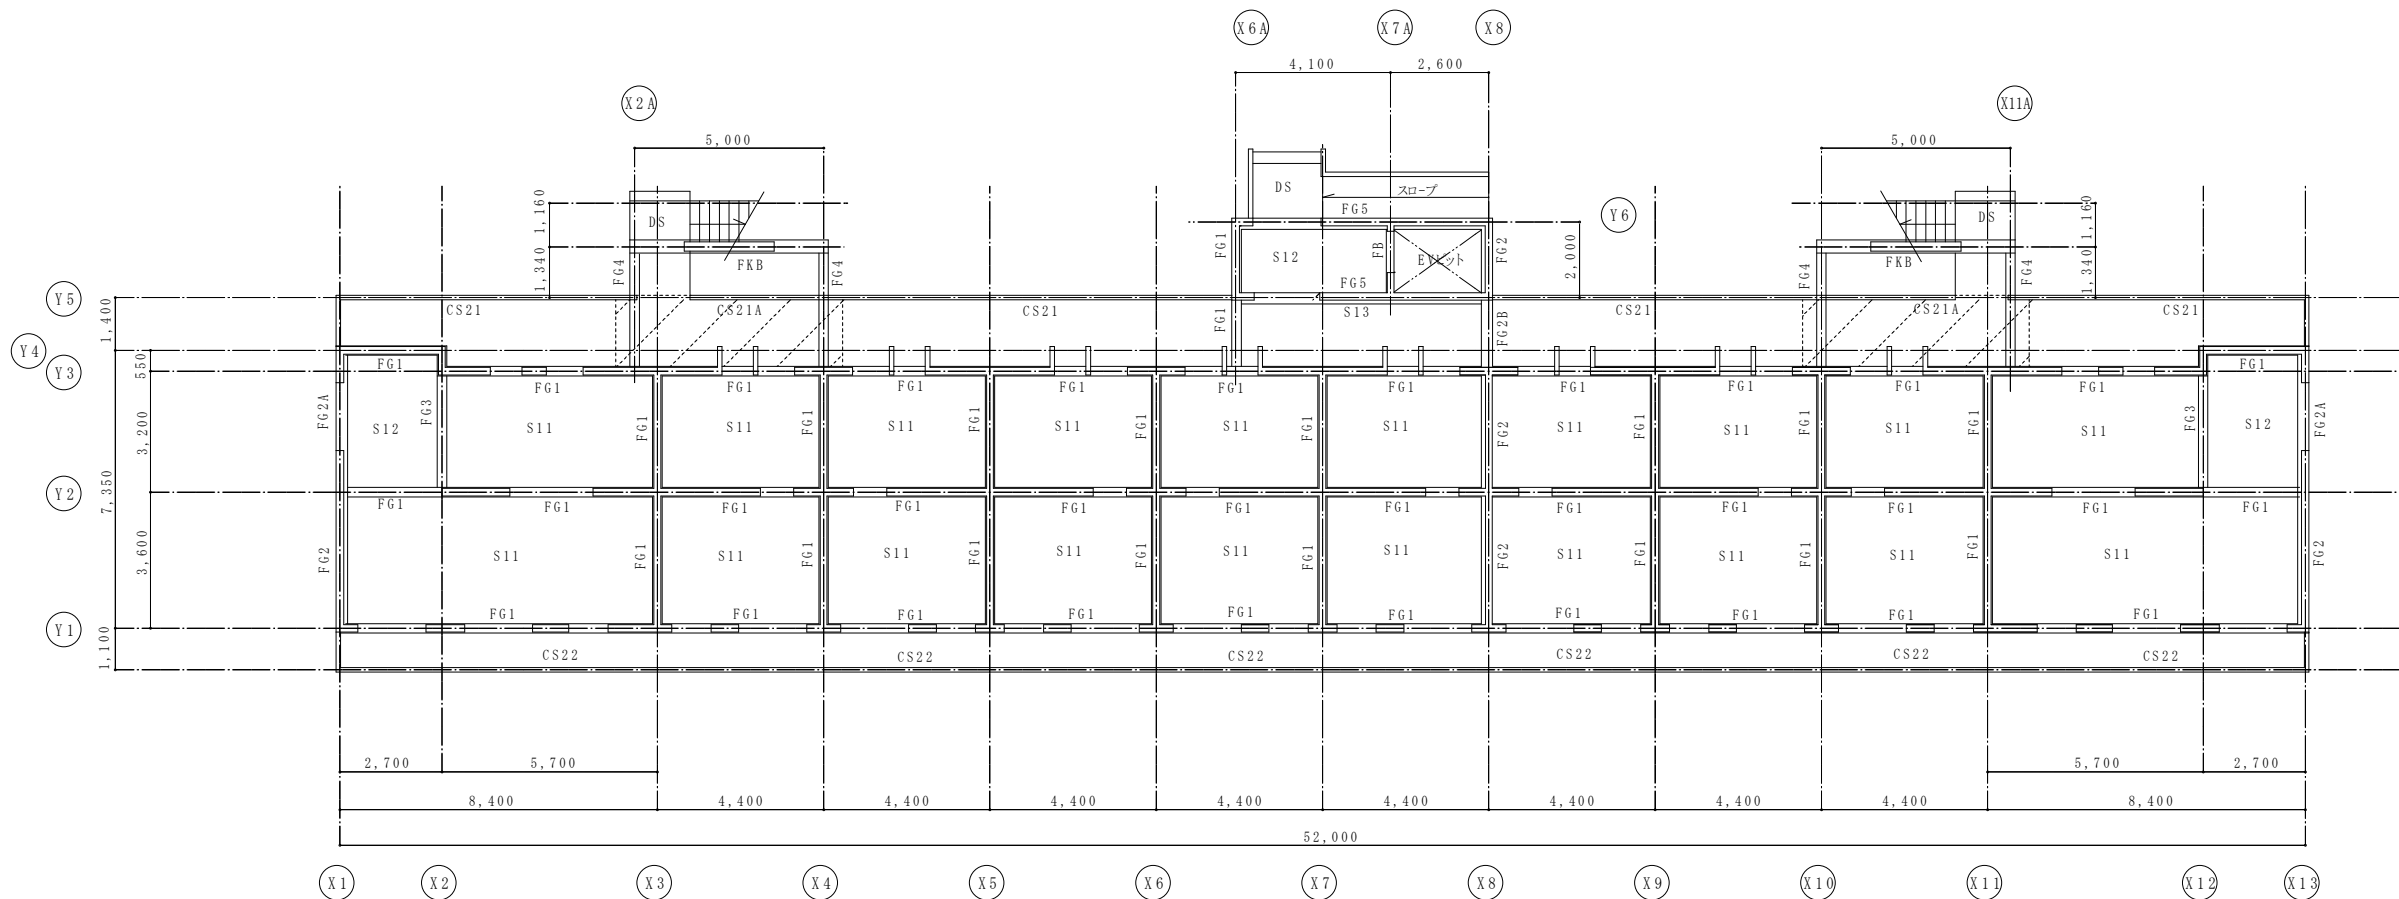 X6A X7A X8
4,100 2,600
X2A X11A
5,000 5,000
1,160 DS スロープ 1,160
DS FG5 Y6 DS
FG1 FB FG2
1,340 FG4 FKB FG4 S12 EVピット 2,000 FG4 FKB FG4 1,340
FG5
Y5
1,400 CS21 CS21A CS21 FG1 S13 FG2B CS21 CS21A CS21
Y4
550 FG1 FG1
Y3
FG1 FG1 FG1 FG1 FG1 FG1 FG1 FG1 FG1 FG1
3,200 FG2A S12 FG3 S11 FG1 S11 FG1 S11 FG1 S11 FG1 S11 FG1 S11 FG2 S11 FG1 S11 FG1 S11 FG1 S11 FG3 S12 FG2A
Y2
7,350 FG1 FG1 FG1 FG1 FG1 FG1 FG1 FG1 FG1 FG1 FG1 FG1
3,600 FG2 S11 FG1 S11 FG1 S11 FG1 S11 FG1 S11 FG1 S11 FG2 S11 FG1 S11 FG1 S11 FG1 S11 FG2
FG1 FG1 FG1 FG1 FG1 FG1 FG1 FG1 FG1 FG1
Y1
1,100 CS22 CS22 CS22 CS22 CS22 CS22
2,700 5,700 5,700 2,700
8,400 4,400 4,400 4,400 4,400 4,400 4,400 4,400 4,400 8,400
52,000
X1 X2 X3 X4 X5 X6 X7 X8 X9 X10 X11 X12 X13